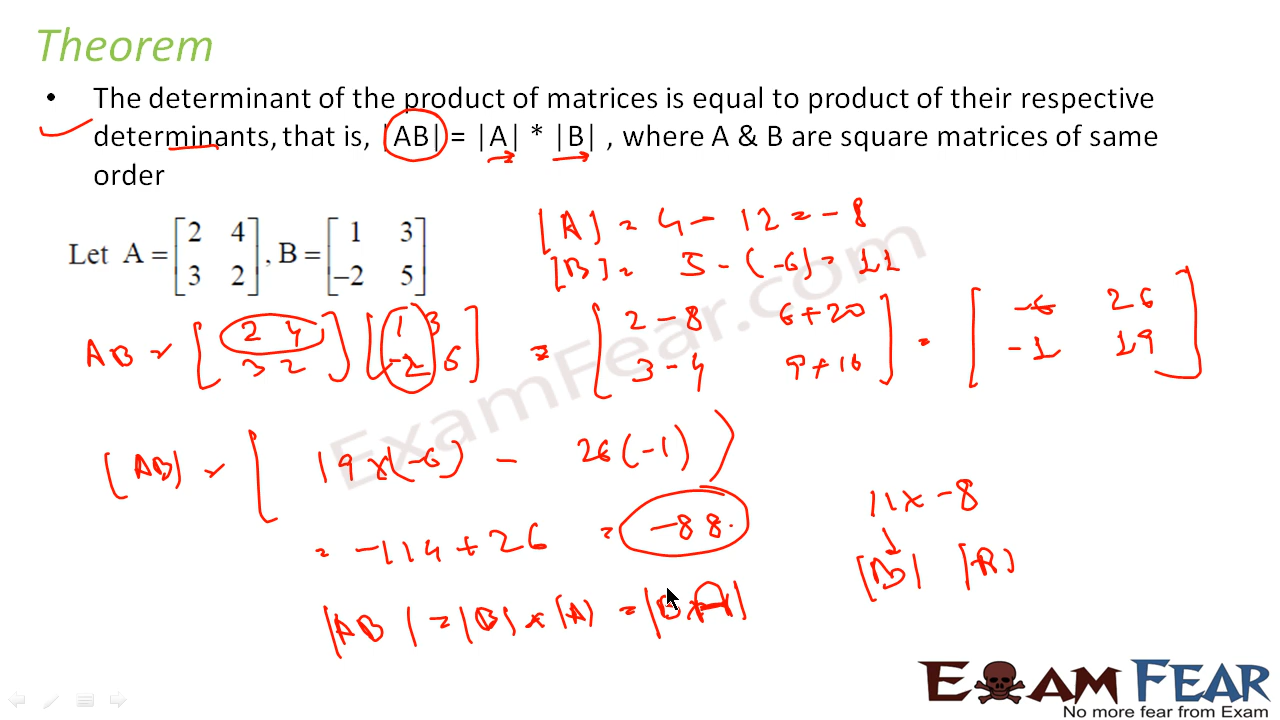 Theorem
• The determinant of the product of matrices is equal to product of their respective
determinants, that is, |AB| = |A| * |B| , where A & B are square matrices of same
order
Let A = [2 4; 3 2], B = [1 3; -2 5]
|A| = 4 - 12 = -8
|B| = 5 - (-6) = 11
AB = [2 4; 3 2] [1 3; -2 5] = [2-8 6+20; 3-4 9+10] = [-6 26; -1 19]
|AB| = [19 x (-6) - 26(-1)]
= -114 + 26 = -88.
11 x -8
|B| |A|
|AB| = |B| x |A| = |B x A|
ExamFear.com
EXAM FEAR
No more fear from Exam